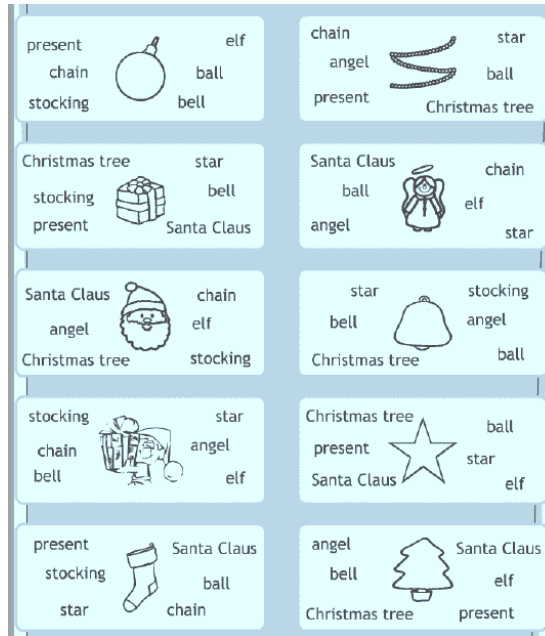 present elf
chain ball
stocking bell
chain star
angel ball
present Christmas tree
Christmas tree star
stocking bell
present Santa Claus
Santa Claus chain
ball elf
angel star
Santa Claus chain
angel elf
Christmas tree stocking
star stocking
bell angel
Christmas tree ball
stocking star
chain angel
bell elf
Christmas tree ball
present star
Santa Claus elf
present Santa Claus
stocking ball
star chain
angel Santa Claus
bell elf
Christmas tree present